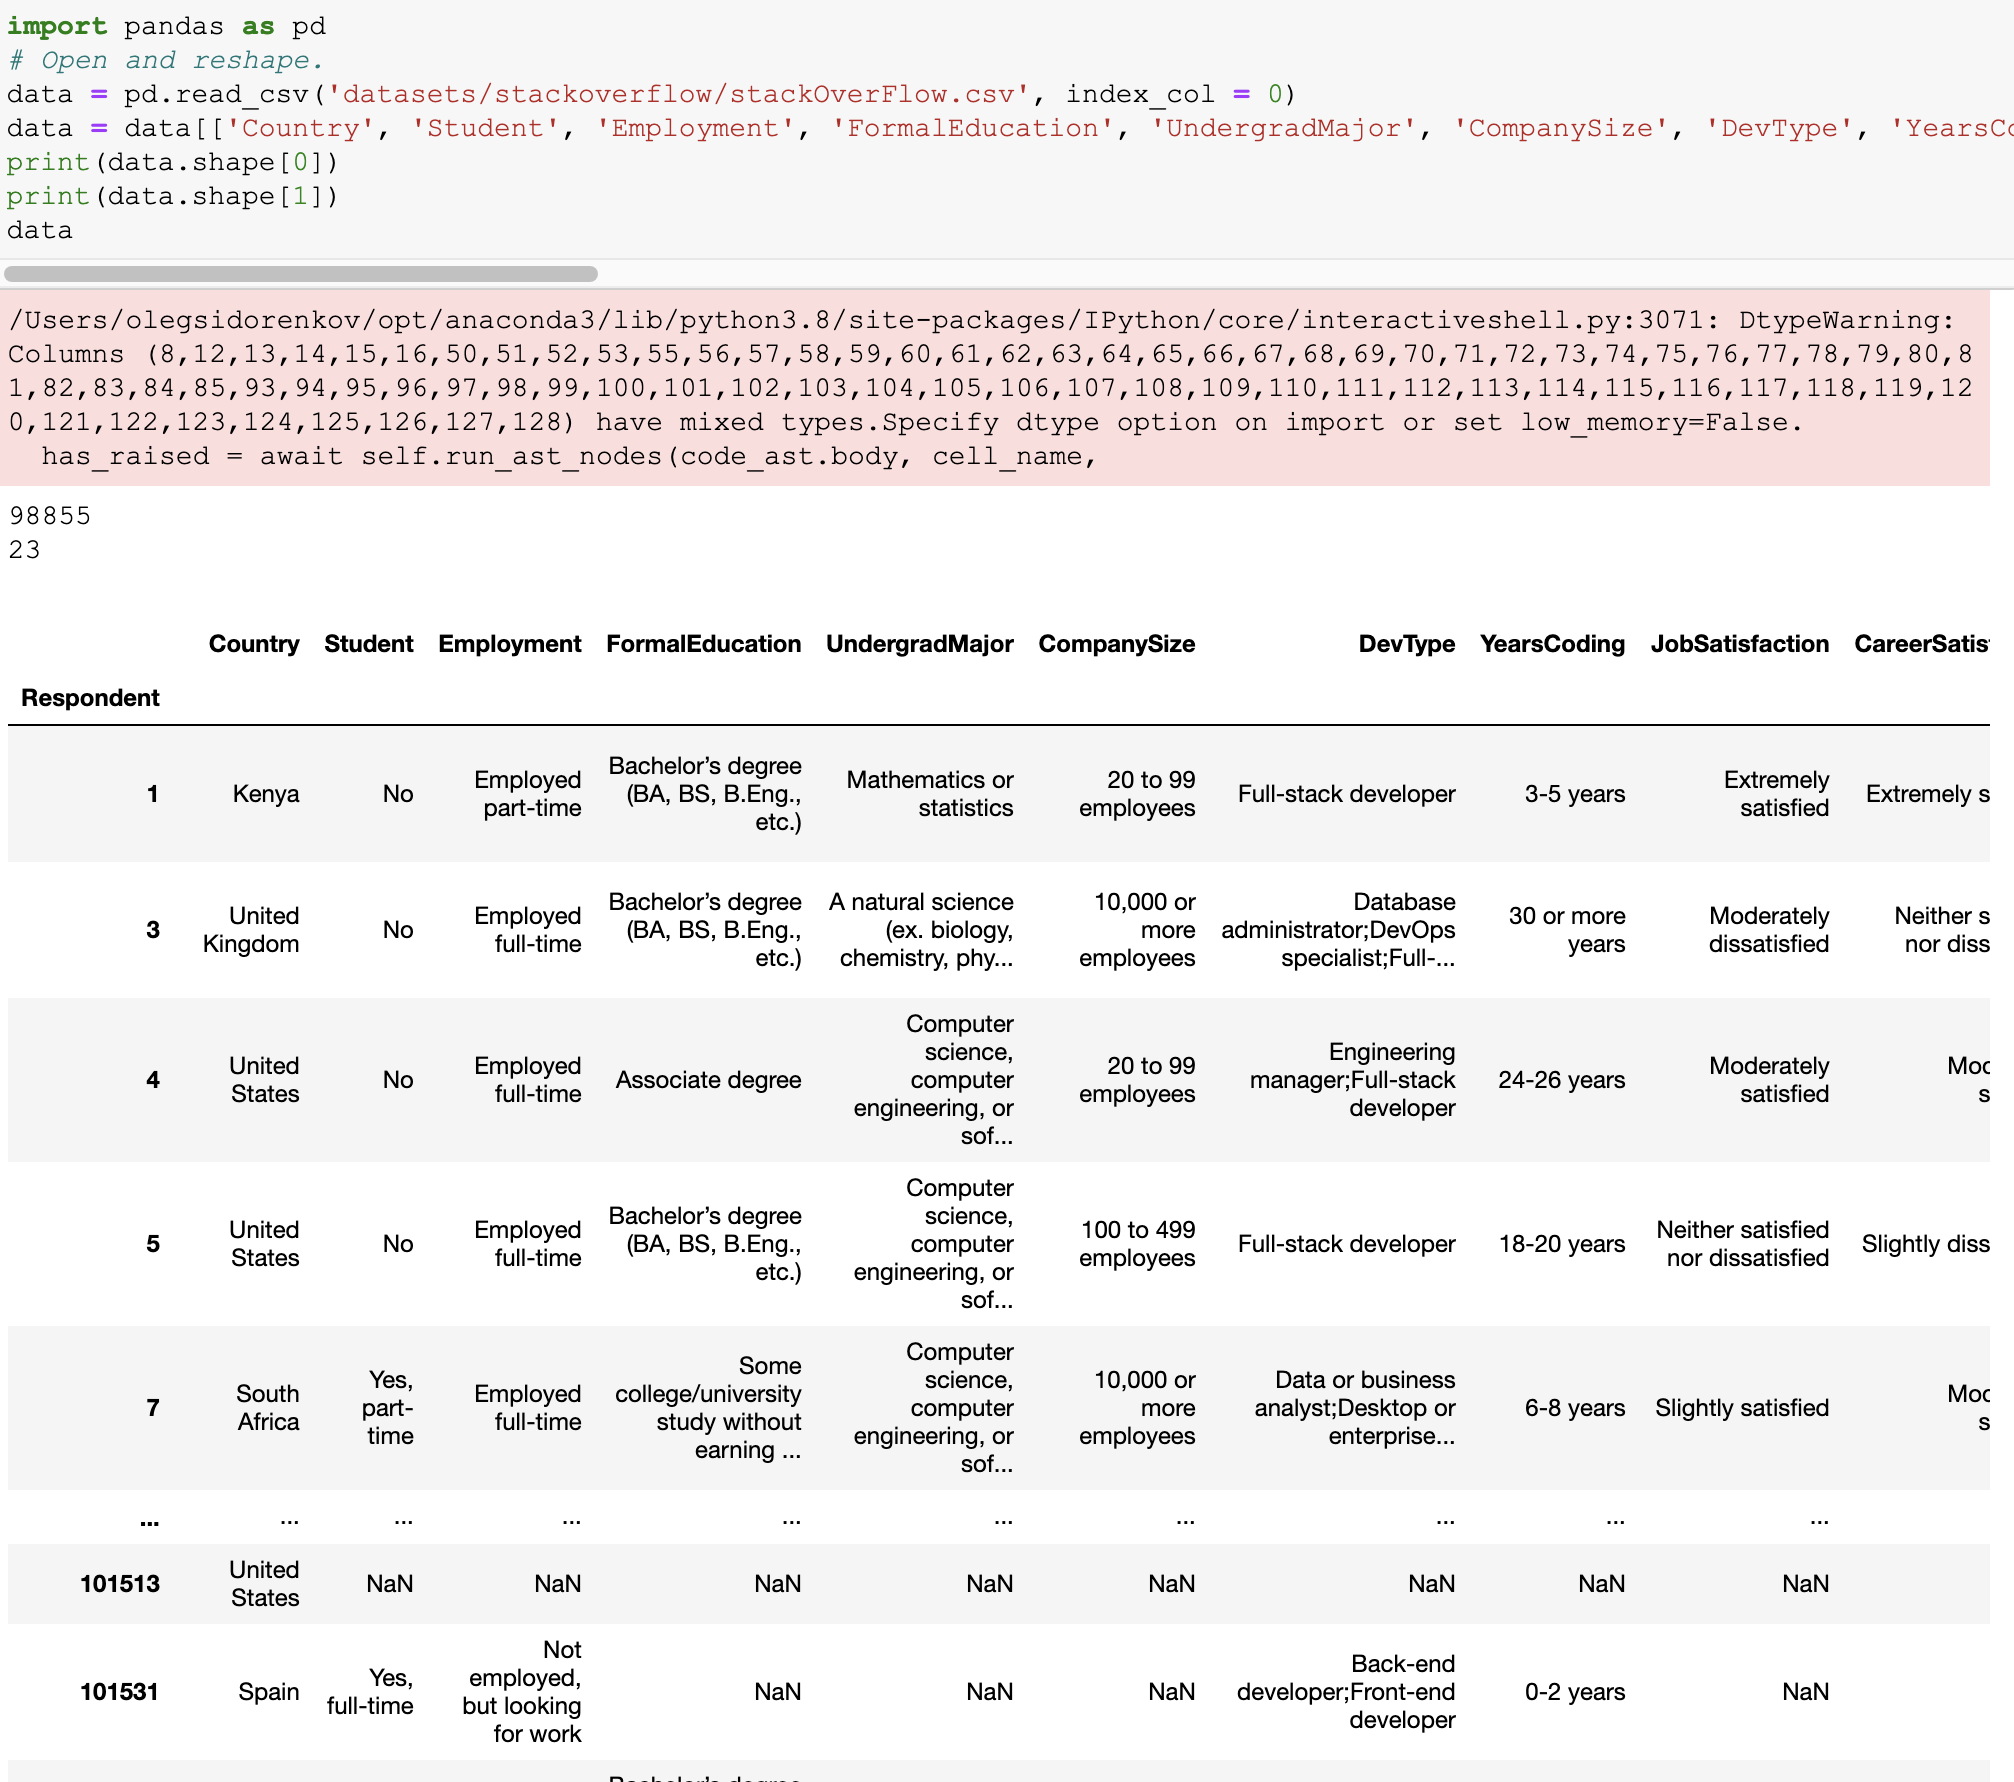 import pandas as pd
# Open and reshape.
data = pd.read_csv('datasets/stackoverflow/stackOverFlow.csv', index_col = 0)
data = data[['Country', 'Student', 'Employment', 'FormalEducation', 'UndergradMajor', 'CompanySize', 'DevType', 'YearsCo
print(data.shape[0])
print(data.shape[1])
data
/Users/olegsidorenkov/opt/anaconda3/lib/python3.8/site-packages/IPython/core/interactiveshell.py:3071: DtypeWarning:
Columns (8,12,13,14,15,16,50,51,52,53,55,56,57,58,59,60,61,62,63,64,65,66,67,68,69,70,71,72,73,74,75,76,77,78,79,80,8
1,82,83,84,85,93,94,95,96,97,98,99,100,101,102,103,104,105,106,107,108,109,110,111,112,113,114,115,116,117,118,119,12
0,121,122,123,124,125,126,127,128) have mixed types.Specify dtype option on import or set low_memory=False.
has_raised = await self.run_ast_nodes(code_ast.body, cell_name,
98855
23
Country Student Employment FormalEducation UndergradMajor CompanySize DevType YearsCoding JobSatisfaction CareerSatis
Respondent
1
Kenya
No
Employed
part-time
Bachelor’s degree
(BA, BS, B.Eng.,
etc.)
Mathematics or
statistics
20 to 99
employees
Full-stack developer
3-5 years
Extremely
satisfied
Extremely s
3
United
Kingdom
No
Employed
full-time
Bachelor’s degree
(BA, BS, B.Eng.,
etc.)
A natural science
(ex. biology,
chemistry, phy...
10,000 or
more
employees
Database
administrator;DevOps
specialist;Full-...
30 or more
years
Moderately
dissatisfied
Neither s
nor diss
4
United
States
No
Employed
full-time
Associate degree
Computer
science,
computer
engineering, or
sof...
20 to 99
employees
Engineering
manager;Full-stack
developer
24-26 years
Moderately
satisfied
Moc
s
5
United
States
No
Employed
full-time
Bachelor’s degree
(BA, BS, B.Eng.,
etc.)
Computer
science,
computer
engineering, or
sof...
100 to 499
employees
Full-stack developer
18-20 years
Neither satisfied
nor dissatisfied
Slightly diss
7
South
Africa
Yes,
part-
time
Employed
full-time
Some
college/university
study without
earning ...
Computer
science,
computer
engineering, or
sof...
10,000 or
more
employees
Data or business
analyst;Desktop or
enterprise...
6-8 years
Slightly satisfied
Moc
s
... ... ... ... ... ... ... ... ... ...
101513
United
States
NaN
NaN
NaN
NaN
NaN
NaN
NaN
NaN
101531
Spain
Yes,
full-time
Not
employed,
but looking
for work
NaN
NaN
NaN
Back-end
developer;Front-end
developer
0-2 years
NaN